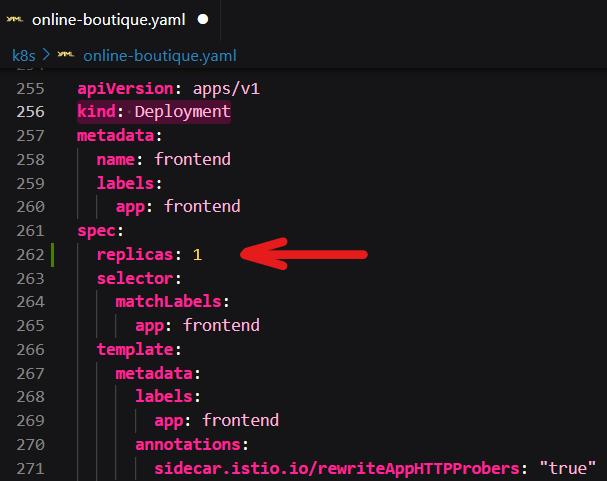 YAML online-boutique.yaml
k8s > YAML online-boutique.yaml
255 apiVersion: apps/v1
256 kind: Deployment
257 metadata:
258 name: frontend
259 labels:
260 app: frontend
261 spec:
262 replicas: 1
263 selector:
264 matchLabels:
265 app: frontend
266 template:
267 metadata:
268 labels:
269 app: frontend
270 annotations:
271 sidecar.istio.io/rewriteAppHTTPProbers: "true"